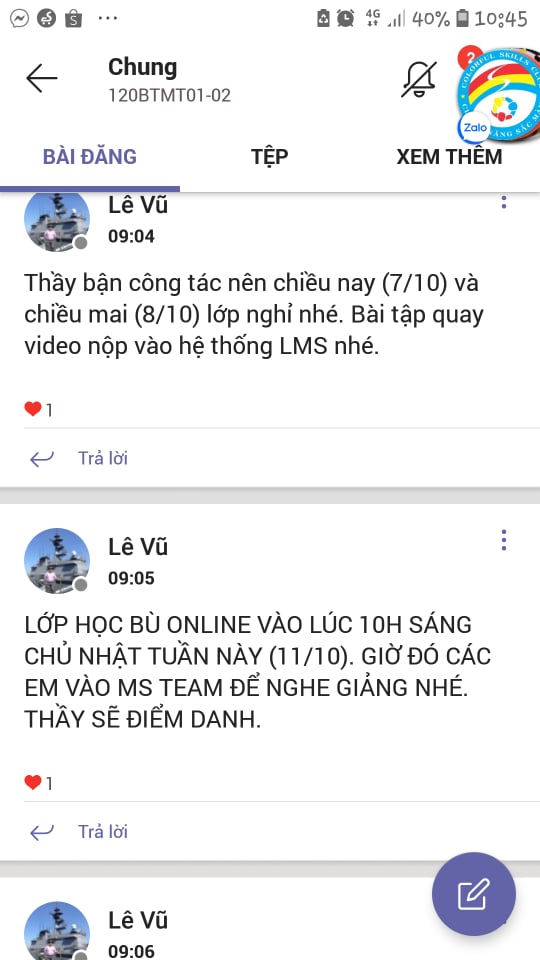 4G 40% 10:45
Chung
120BTMT01-02
2
COLORFUL SKILLS
Zalo
BÀI ĐĂNG TỆP XEM THÊM
Lê Vũ
09:04
Thầy bận công tác nên chiều nay (7/10) và
chiều mai (8/10) lớp nghỉ nhé. Bài tập quay
video nộp vào hệ thống LMS nhé.
1
Trả lời
Lê Vũ
09:05
LỚP HỌC BÙ ONLINE VÀO LÚC 10H SÁNG
CHỦ NHẬT TUẦN NÀY (11/10). GIỜ ĐÓ CÁC
EM VÀO MS TEAM ĐỂ NGHE GIẢNG NHÉ.
THẦY SẼ ĐIỂM DANH.
1
Trả lời
Lê Vũ
09:06